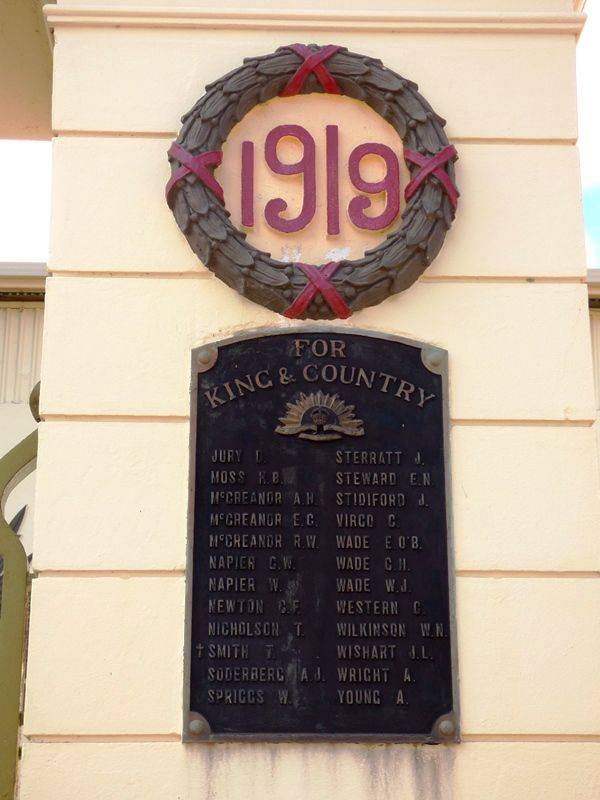 1919
FOR
KING & COUNTRY
JURY D.
MOSS H.B.
McCREANOR A.H.
McCREANOR E.C.
McCREANOR R.W.
NAPIER G.W.
NAPIER W.
NEWTON C.F.
NICHOLSON T.
† SMITH T.
SODERBERG A.J.
SPRIGGS W.
STERRATT J.
STEWARD E.N.
STIDIFORD J.
VIRGO C.
WADE E.O'B.
WADE G.H.
WADE W.J.
WESTERN G.
WILKINSON W.N.
WISHART J.L.
WRIGHT A.
YOUNG A.